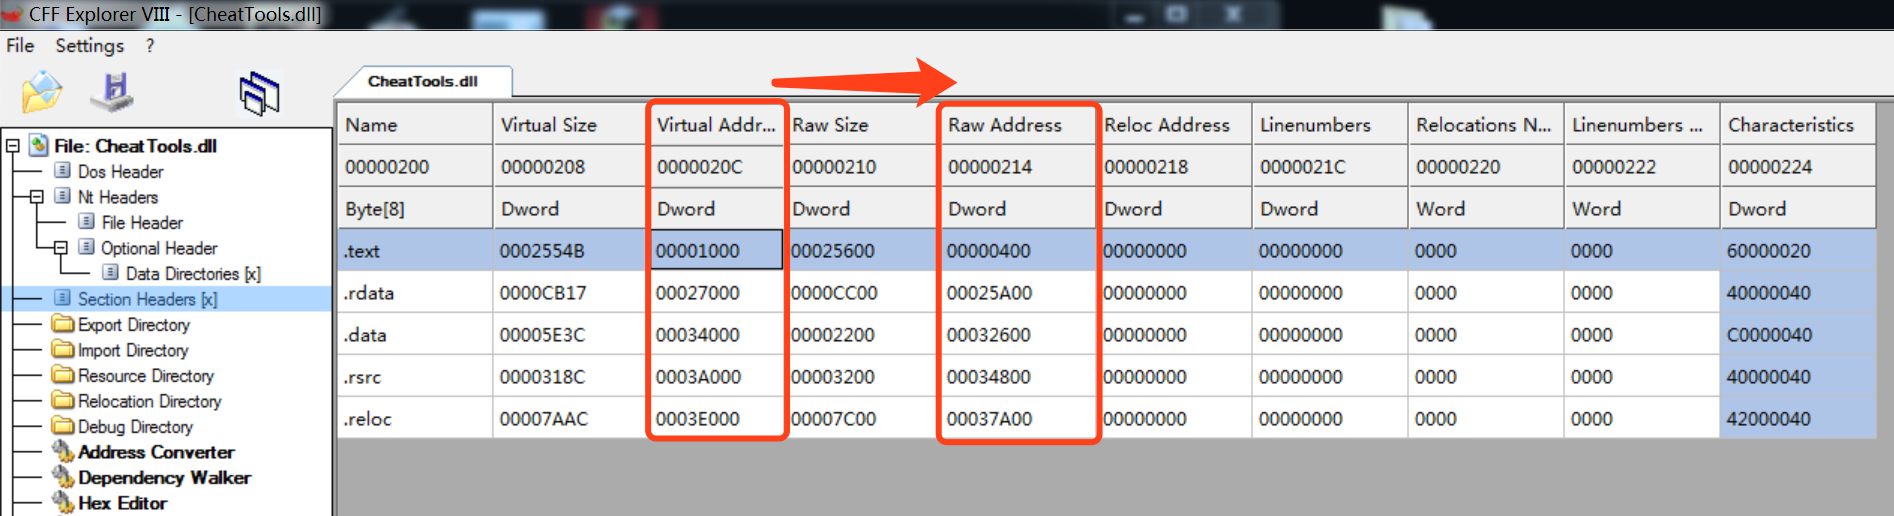 CFF Explorer VIII - [CheatTools.dll]
File Settings ?
CheatTools.dll
File: CheatTools.dll
Dos Header
Nt Headers
File Header
Optional Header
Data Directories [x]
Section Headers [x]
Export Directory
Import Directory
Resource Directory
Relocation Directory
Debug Directory
Address Converter
Dependency Walker
Hex Editor
Name Virtual Size Virtual Addr... Raw Size Raw Address Reloc Address Linenumbers Relocations N... Linenumbers ... Characteristics
00000200 00000208 0000020C 00000210 00000214 00000218 0000021C 00000220 00000222 00000224
Byte[8] Dword Dword Dword Dword Dword Dword Word Word Dword
.text 0002554B 00001000 00025600 00000400 00000000 00000000 0000 0000 60000020
.rdata 0000CB17 00027000 0000CC00 00025A00 00000000 00000000 0000 0000 40000040
.data 00005E3C 00034000 00002200 00032600 00000000 00000000 0000 0000 C0000040
.rsrc 0000318C 0003A000 00003200 00034800 00000000 00000000 0000 0000 40000040
.reloc 00007AAC 0003E000 00007C00 00037A00 00000000 00000000 0000 0000 42000040